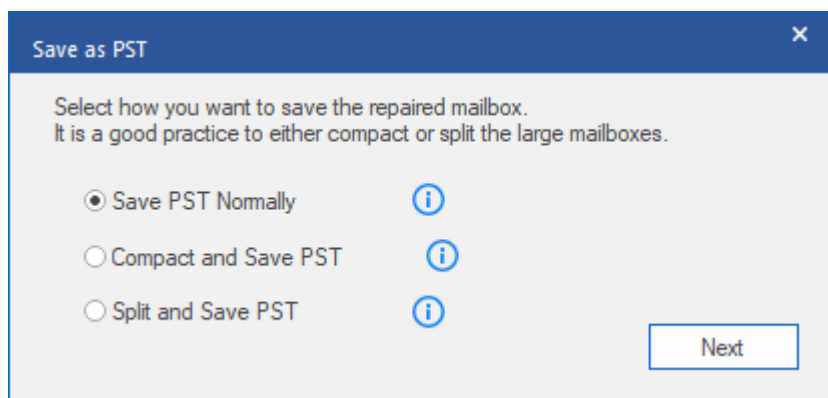 Save as PST
Select how you want to save the repaired mailbox.
It is a good practice to either compact or split the large mailboxes.
Save PST Normally
Compact and Save PST
Split and Save PST
Next